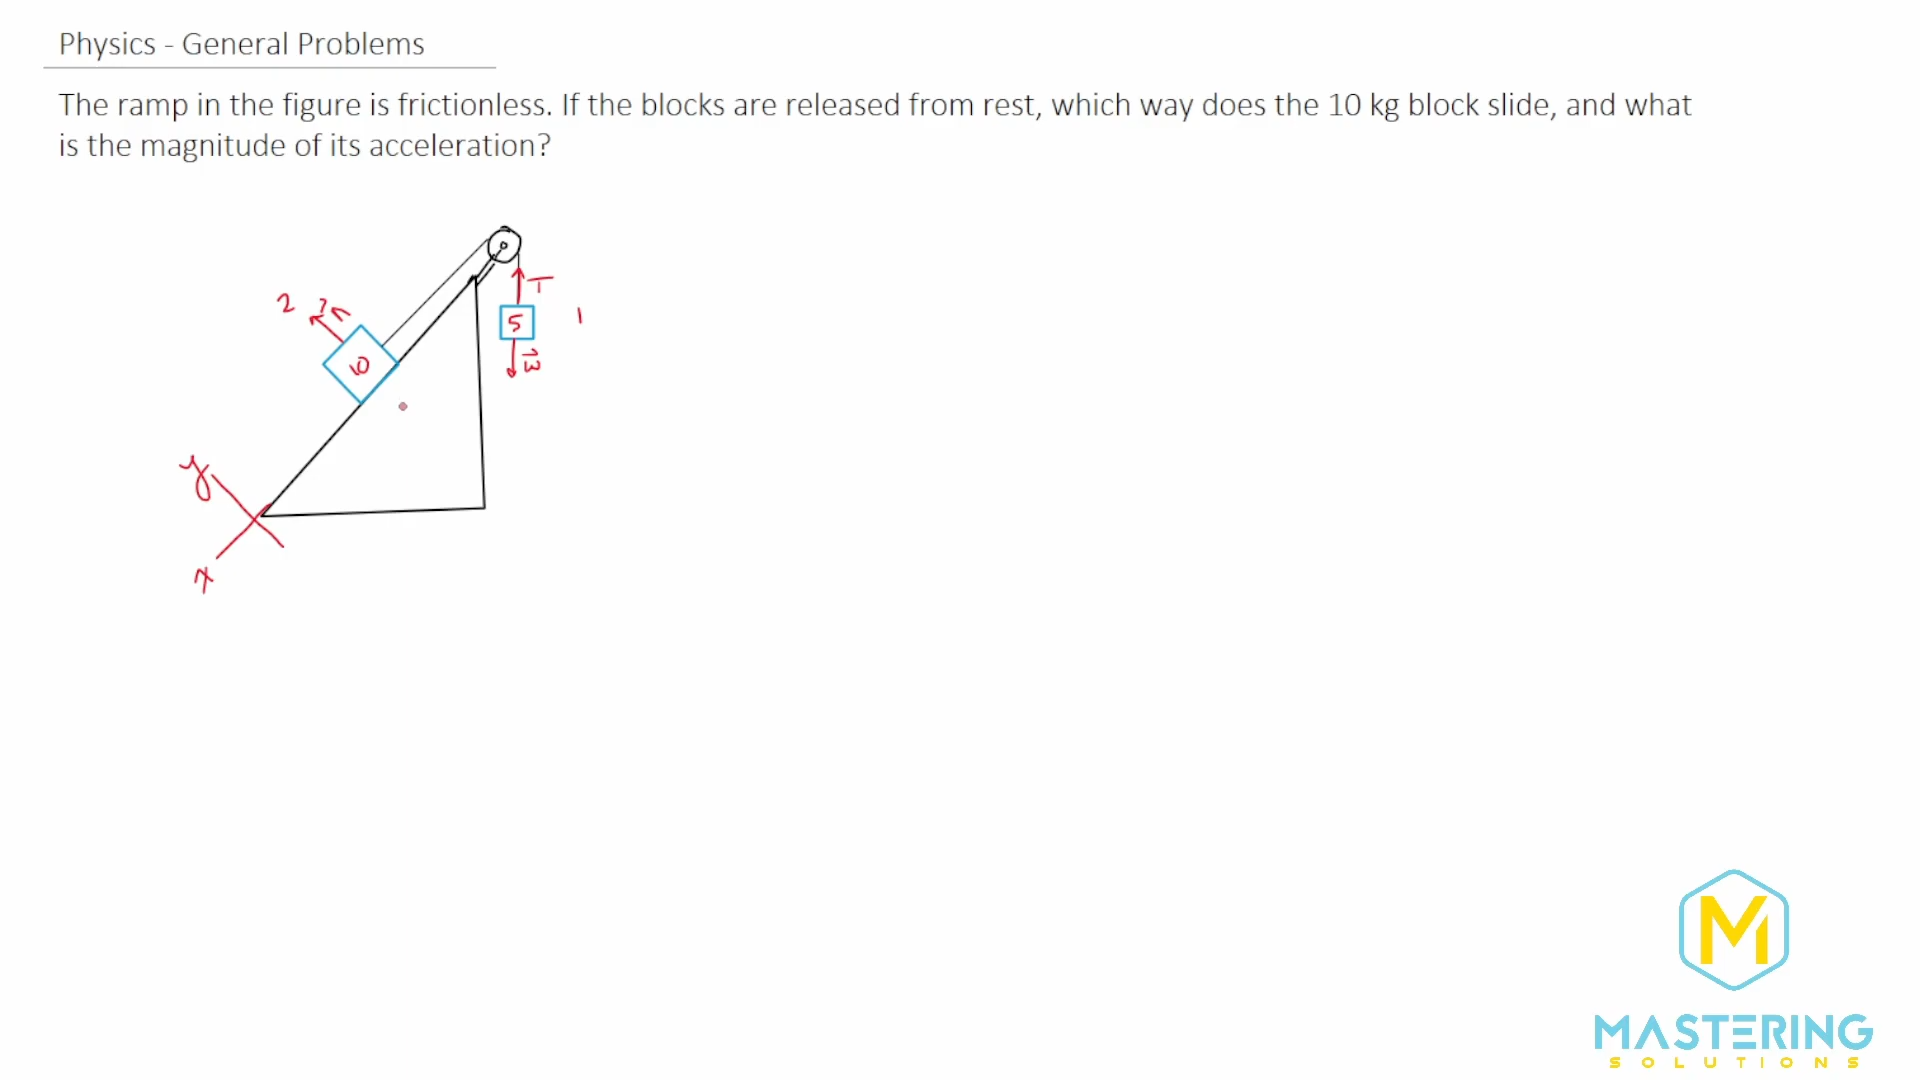 Physics - General Problems
The ramp in the figure is frictionless. If the blocks are released from rest, which way does the 10 kg block slide, and what
is the magnitude of its acceleration?
T
2
n
5
1
10
w
y
x
M
MASTERING
SOLUTIONS